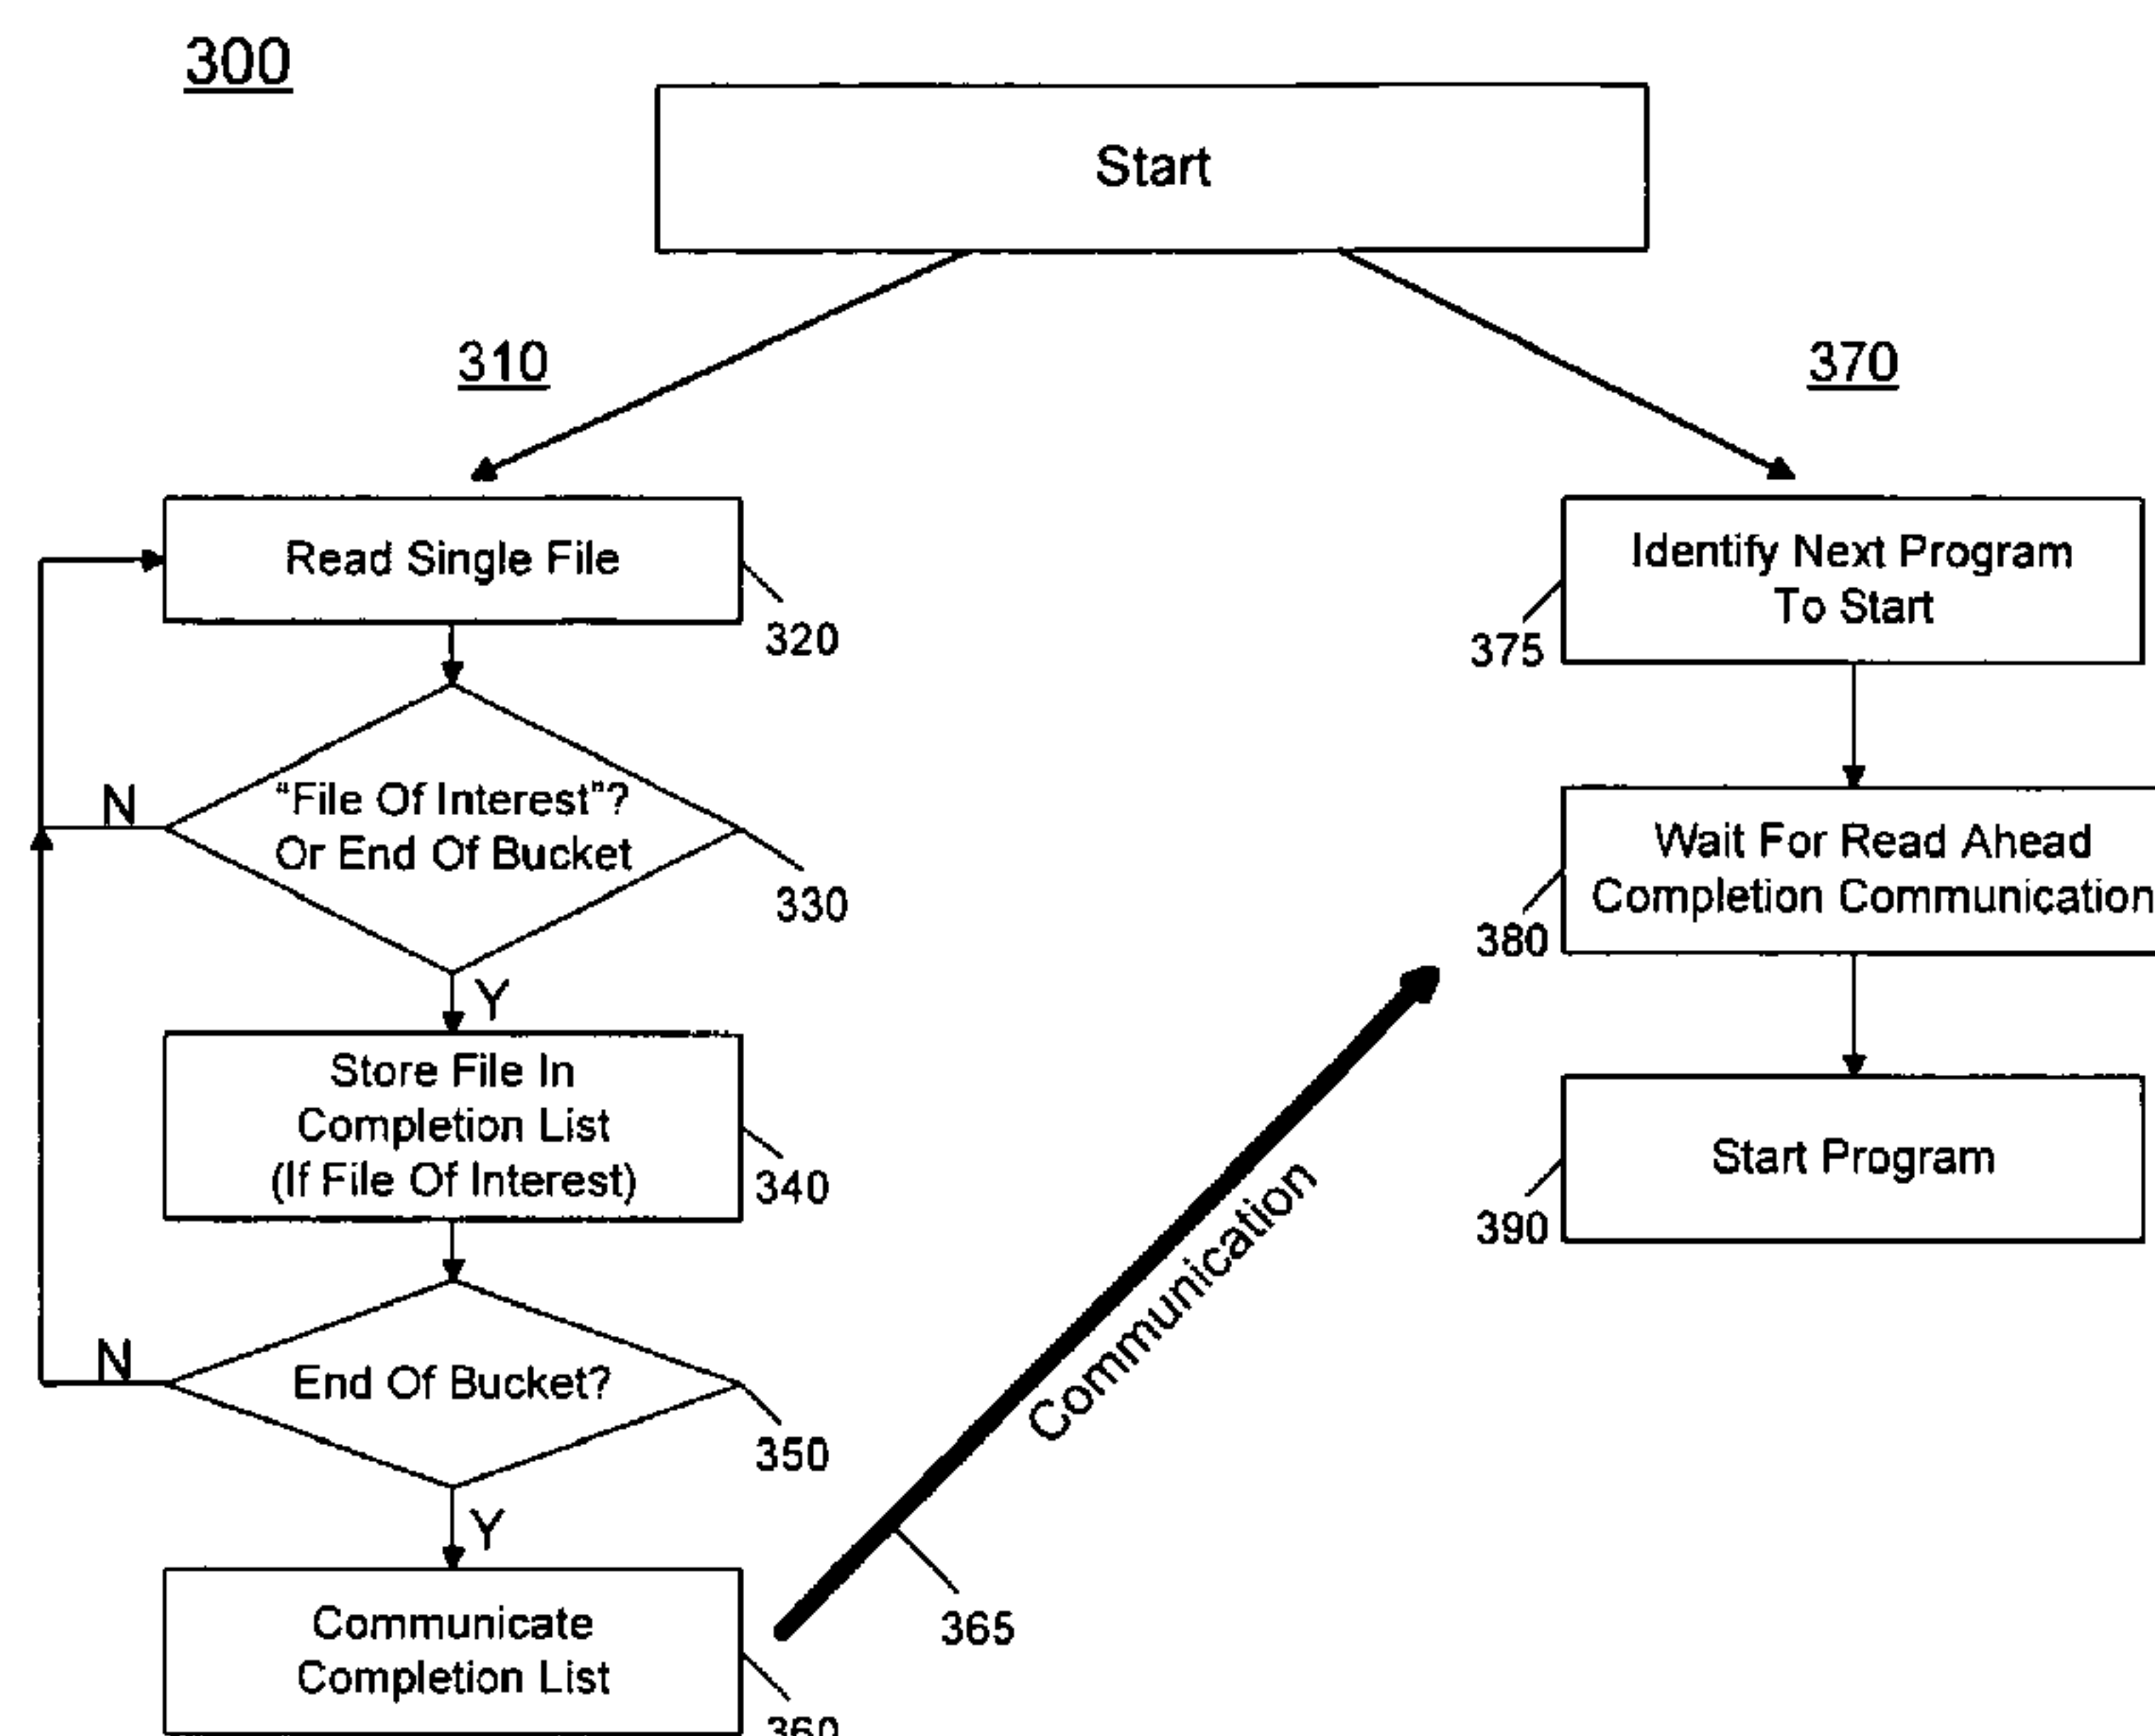 300
Start
310
370
Read Single File
320
Identify Next Program
To Start
375
"File Of Interest"?
Or End Of Bucket
N
330
Y
Wait For Read Ahead
Completion Communication
380
Store File In
Completion List
(If File Of Interest)
340
Start Program
390
End Of Bucket?
N
350
Y
Communication
365
Communicate
Completion List
360